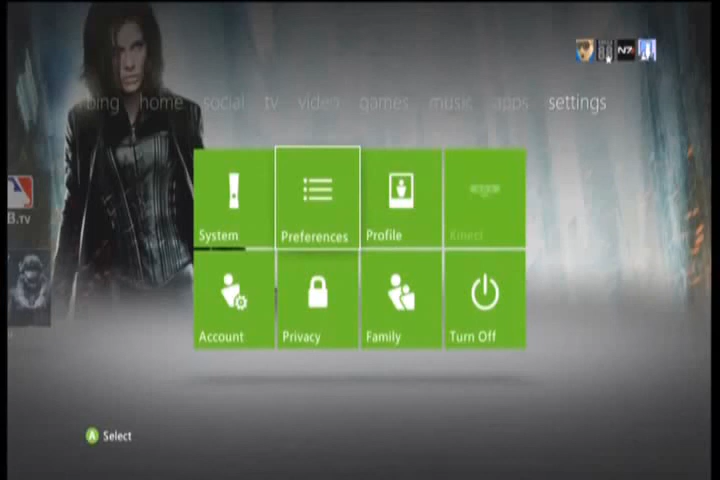 bing home social tv video games music apps settings
N7
B.TV
System Preferences Profile Kinect
Account Privacy Family Turn Off
A Select